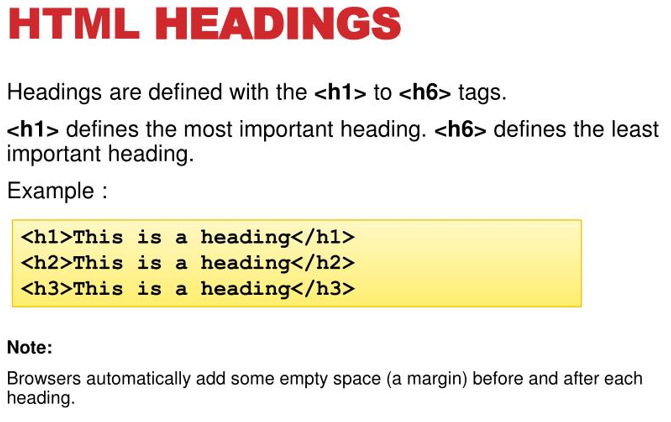 HTML HEADINGS
Headings are defined with the <h1> to <h6> tags.
<h1> defines the most important heading. <h6> defines the least
important heading.
Example :
<h1>This is a heading</h1>
<h2>This is a heading</h2>
<h3>This is a heading</h3>
Note:
Browsers automatically add some empty space (a margin) before and after each
heading.